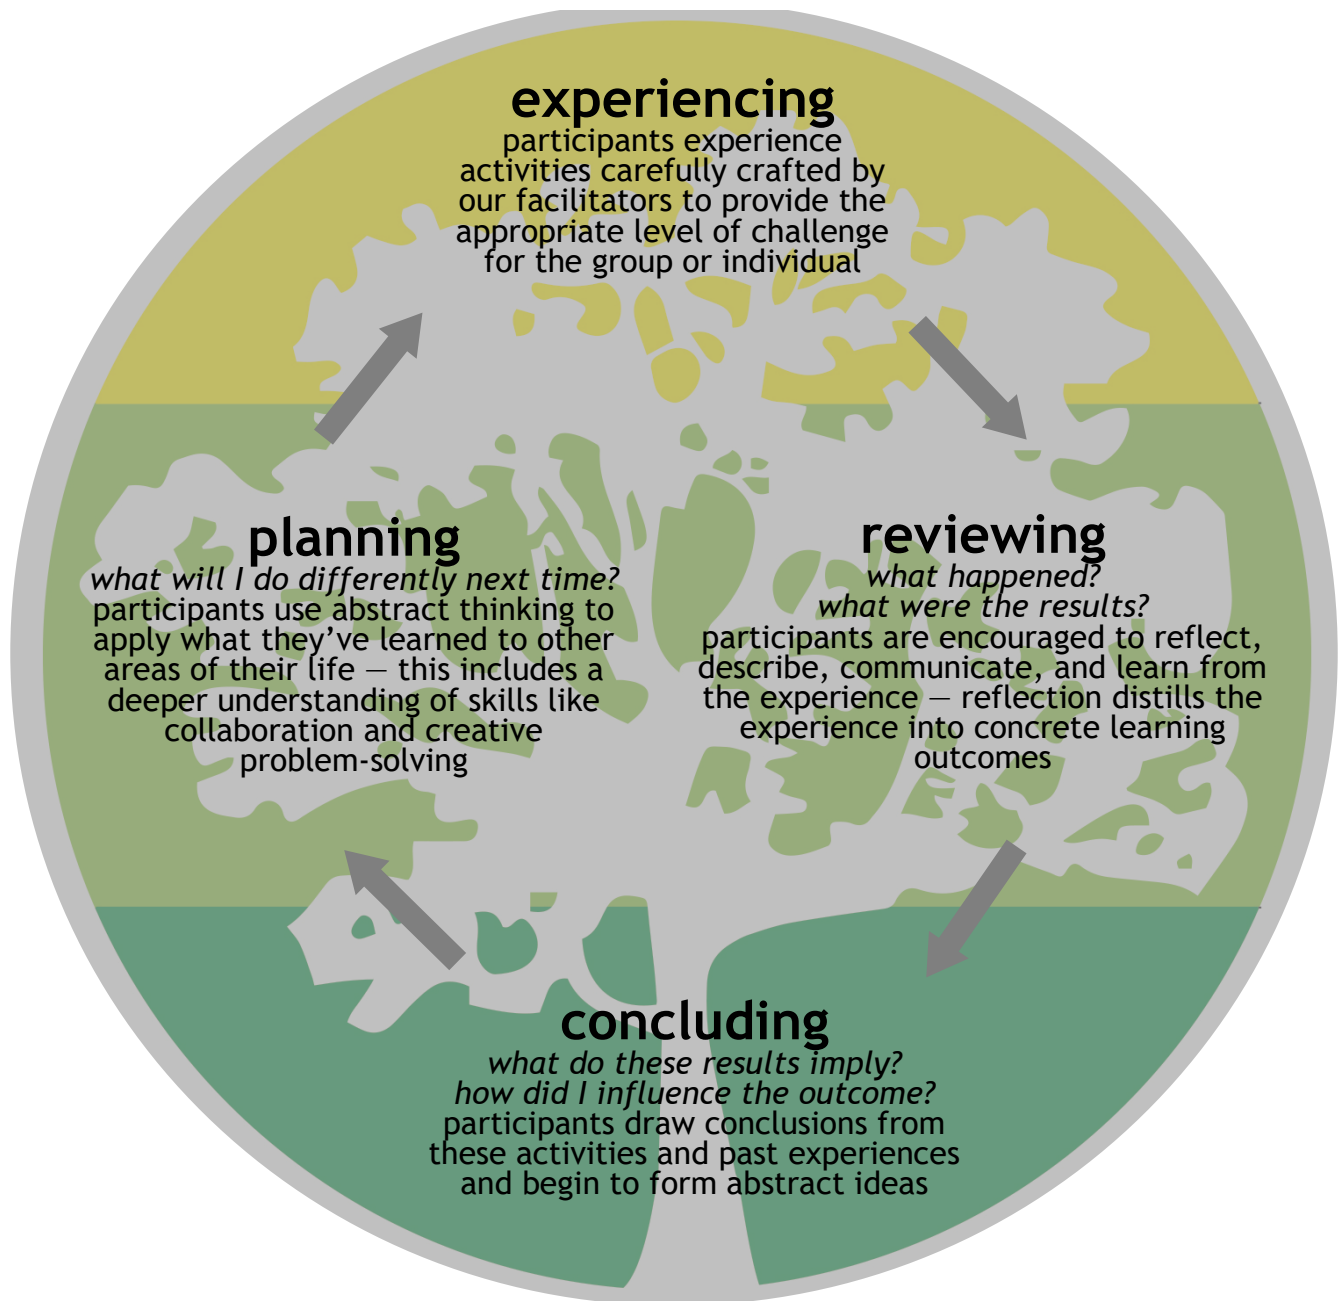 experiencing
participants experience
activities carefully crafted by
our facilitators to provide the
appropriate level of challenge
for the group or individual
planning
what will I do differently next time?
participants use abstract thinking to
apply what they’ve learned to other
areas of their life — this includes a
deeper understanding of skills like
collaboration and creative
problem-solving
reviewing
what happened?
what were the results?
participants are encouraged to reflect,
describe, communicate, and learn from
the experience — reflection distills the
experience into concrete learning
outcomes
concluding
what do these results imply?
how did I influence the outcome?
participants draw conclusions from
these activities and past experiences
and begin to form abstract ideas